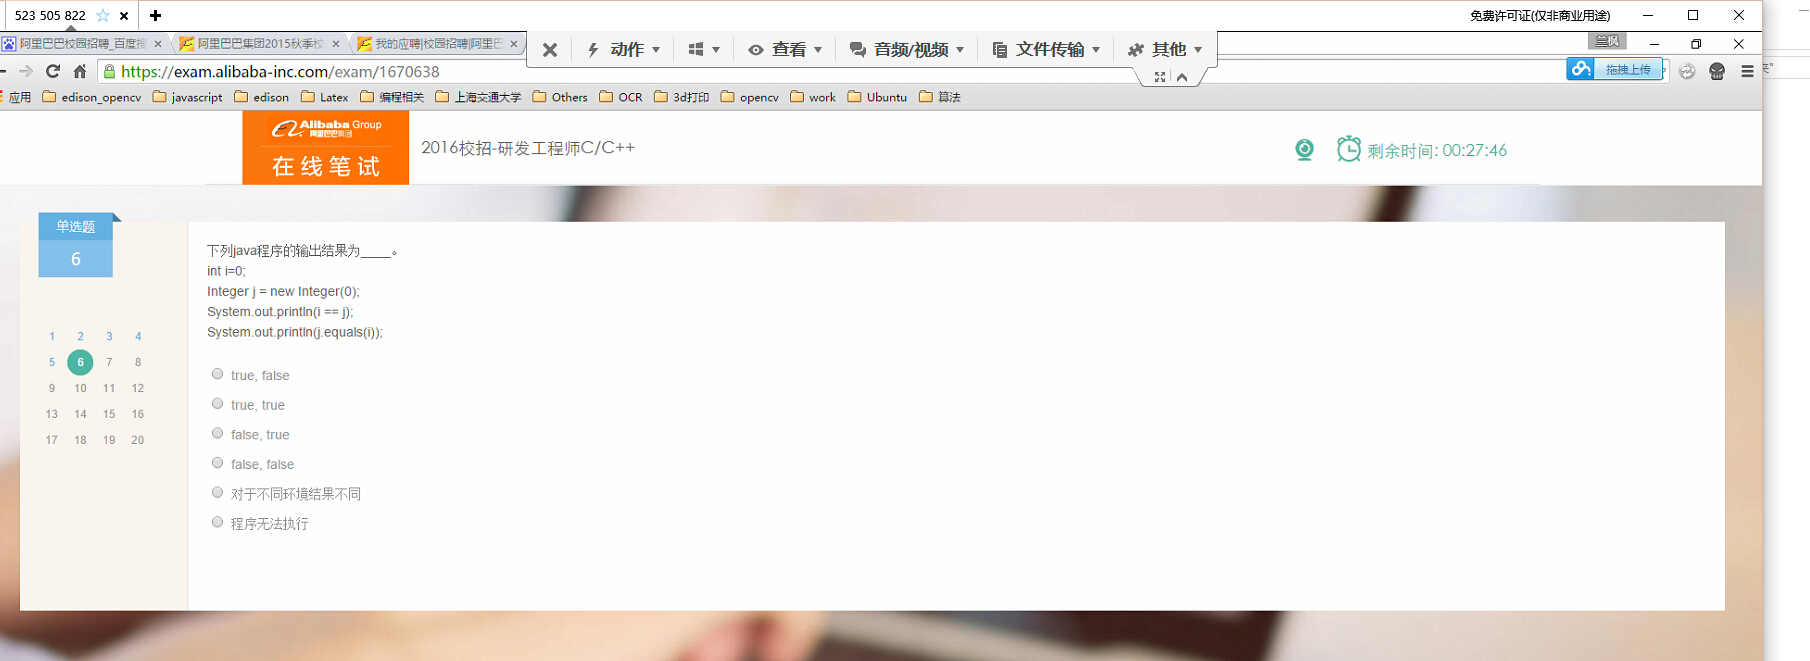 523 505 822
免费许可证(仅非商业用途)
阿里巴巴校园招聘_百度搜
阿里巴巴集团2015秋季校
我的应聘|校园招聘|阿里巴
动作
查看
音频/视频
文件传输
其他
兰枫
https://exam.alibaba-inc.com/exam/1670638
拖拽上传
应用
edison_opencv
javascript
edison
Latex
编程相关
上海交通大学
Others
OCR
3d打印
opencv
work
Ubuntu
算法
Alibaba Group
阿里巴巴集团
在线笔试
2016校招-研发工程师C/C++
剩余时间: 00:27:46
单选题
6
1 2 3 4
5 6 7 8
9 10 11 12
13 14 15 16
17 18 19 20
下列java程序的输出结果为____。
int i=0;
Integer j = new Integer(0);
System.out.println(i == j);
System.out.println(j.equals(i));
true, false
true, true
false, true
false, false
对于不同环境结果不同
程序无法执行